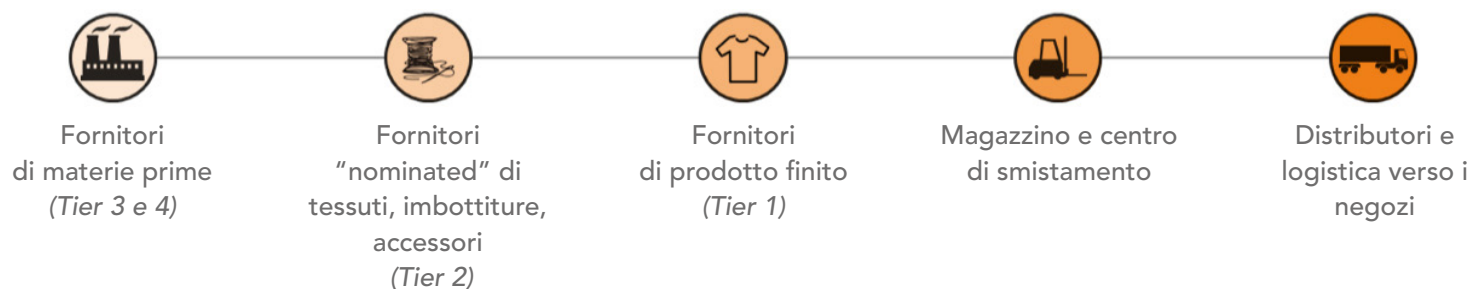 Fornitori
di materie prime
(Tier 3 e 4)
Fornitori
“nominated” di
tessuti, imbottiture,
accessori
(Tier 2)
Fornitori
di prodotto finito
(Tier 1)
Magazzino e centro
di smistamento
Distributori e
logistica verso i
negozi